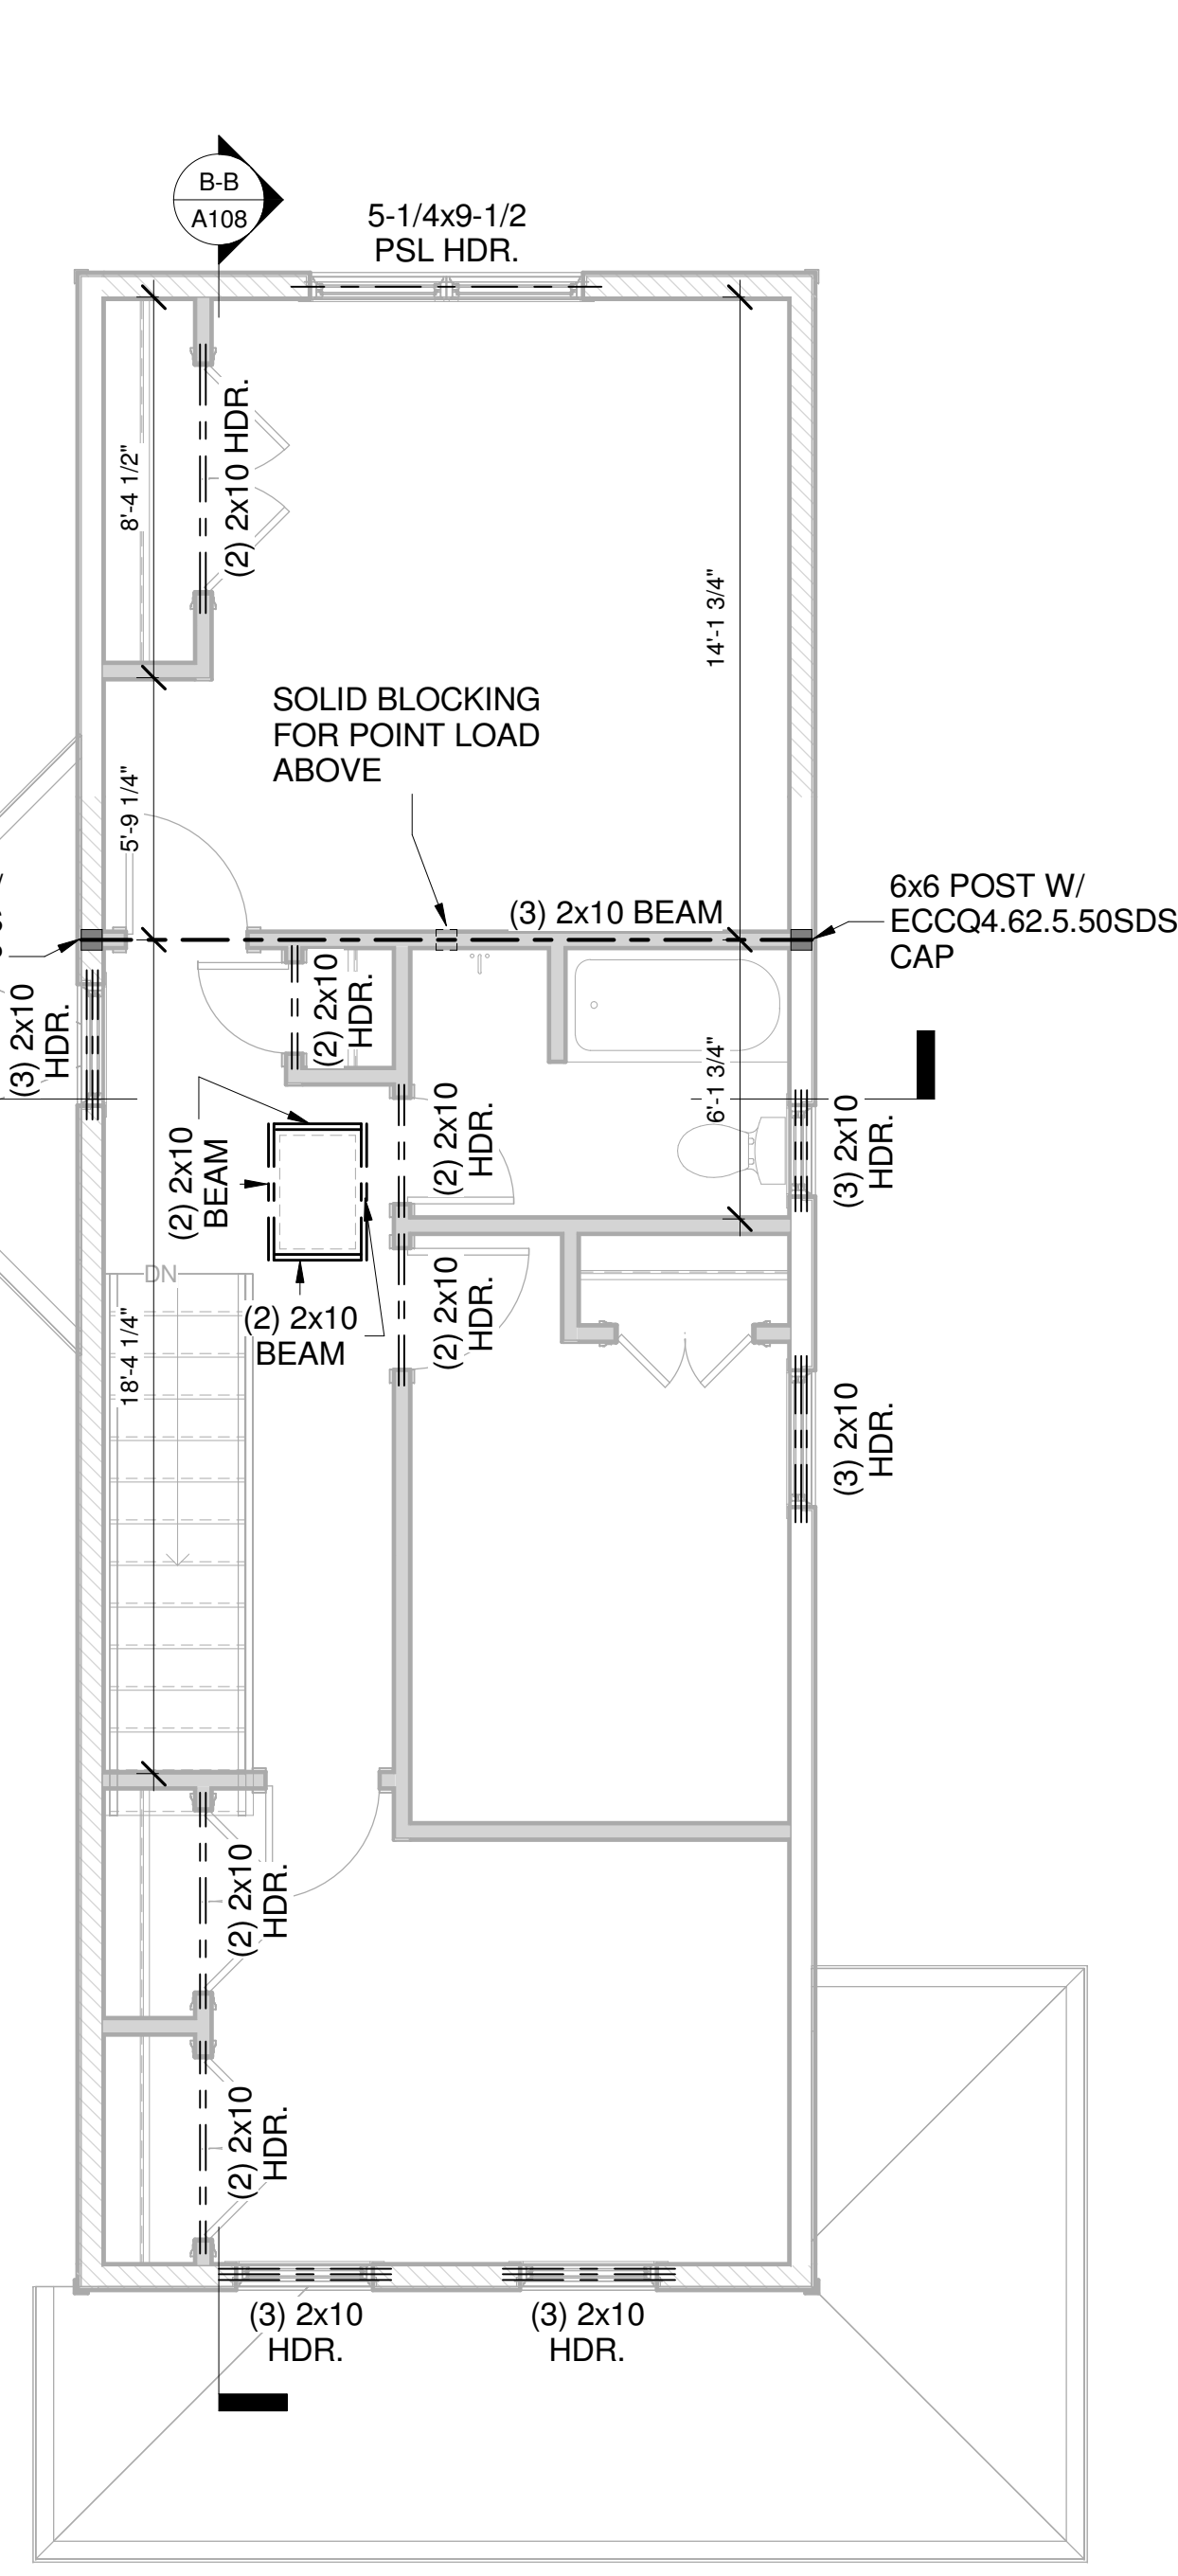 B-B
A108
5-1/4x9-1/2
PSL HDR.
(2) 2x10 HDR.
8'-4 1/2"
14'-1 3/4"
SOLID BLOCKING
FOR POINT LOAD
ABOVE
5'-9 1/4"
(3) 2x10 BEAM
6x6 POST W/
ECCQ4.62.5.50SDS
CAP
(3) 2x10
HDR.
(2) 2x10
HDR.
6'-1 3/4"
(2) 2x10
BEAM
(2) 2x10
HDR.
(3) 2x10
HDR.
DN
(2) 2x10
BEAM
(2) 2x10
HDR.
18'-4 1/4"
(3) 2x10
HDR.
(2) 2x10
HDR.
(2) 2x10
HDR.
(3) 2x10
HDR.
(3) 2x10
HDR.